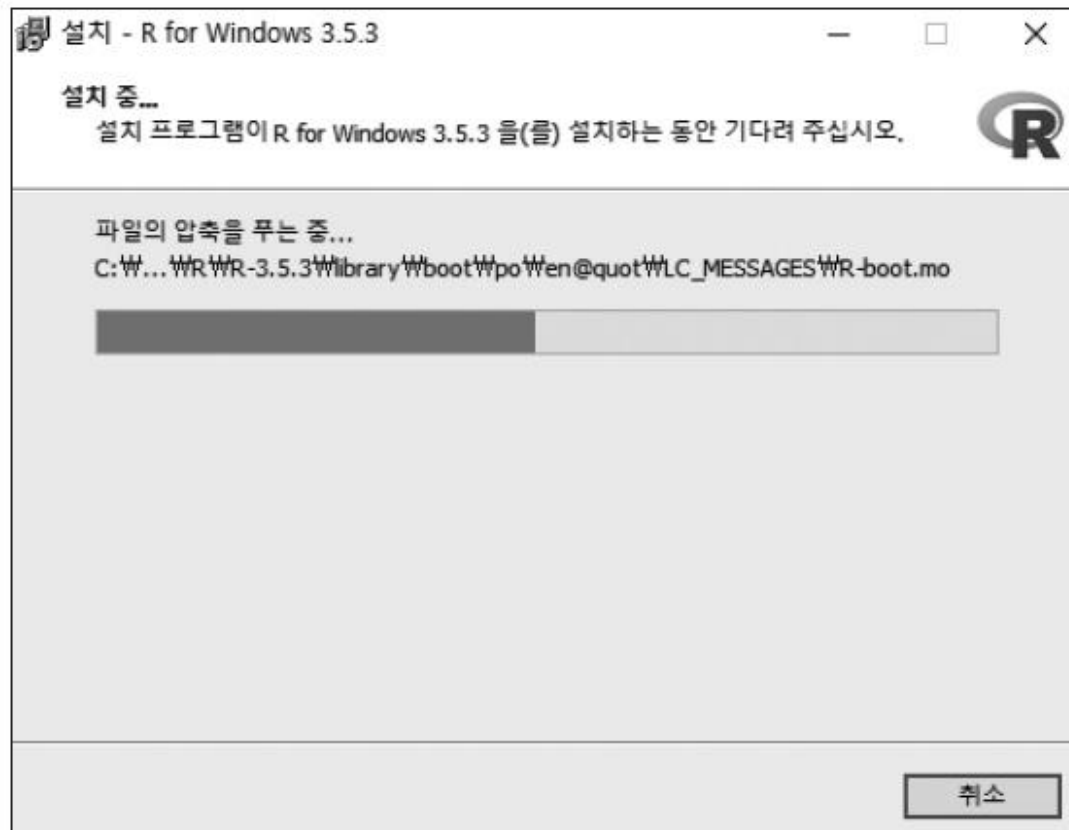 설치 - R for Windows 3.5.3
설치 중...
설치 프로그램이 R for Windows 3.5.3 을(를) 설치하는 동안 기다려 주십시오.
R
파일의 압축을 푸는 중...
C:₩...₩R₩R-3.5.3₩library₩boot₩po₩en@quot₩LC_MESSAGES₩R-boot.mo
취소